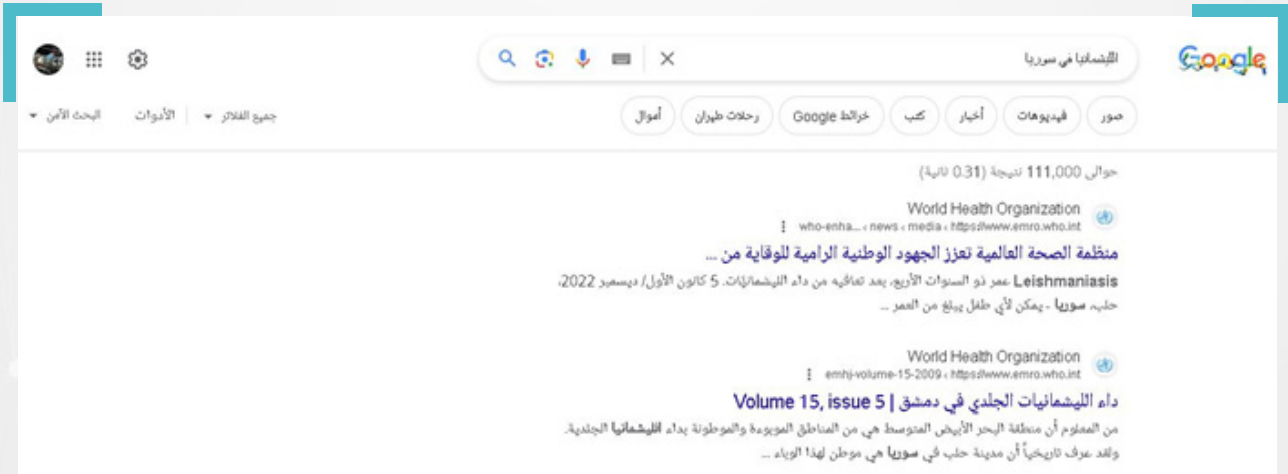 Google
الليشمانيا في سوريا
صور
فيديوهات
أخبار
كتب
خرائط Google
رحلات طيران
أموال
جميع الفلاتر
الأدوات
البحث الآمن
حوالي 111,000 نتيجة (0.31 ثانية)
World Health Organization
https://www.emro.who.int › media › news › who-enha...
منظمة الصحة العالمية تعزز الجهود الوطنية الرامية للوقاية من ...
Leishmaniasis عمر ذو السنوات الأربع، بعد تعافيه من داء الليشمانيات. 5 كانون الأول/ ديسمبر 2022،
حلب، سوريا - يمكن لأي طفل يبلغ من العمر ...
World Health Organization
https://www.emro.who.int › emhj-volume-15-2009
داء الليشمانيات الجلدي في دمشق | Volume 15, issue 5
من المعلوم أن منطقة البحر الأبيض المتوسط هي من المناطق الموبوءة والموطونة بداء الليشمانيا الجلدية.
ولقد عرف تاريخياً أن مدينة حلب في سوريا هي موطن لهذا الوباء ...